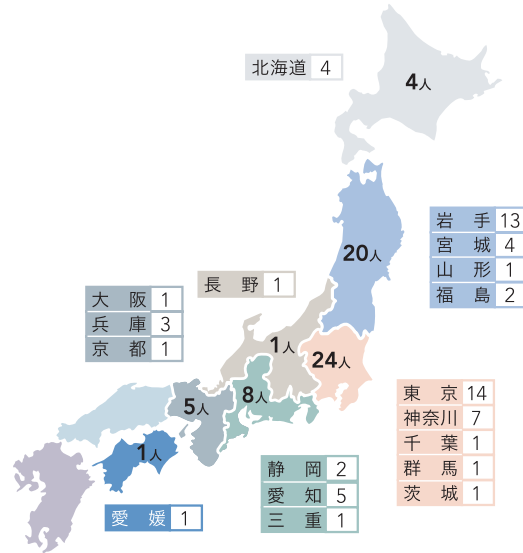 北海道 4
4人
岩手 13
宮城 4
山形 1
福島 2
20人
長野 1
大阪 1
兵庫 3
京都 1
1人
24人
8人
5人
1人
東京 14
神奈川 7
千葉 1
群馬 1
茨城 1
静岡 2
愛知 5
三重 1
愛媛 1